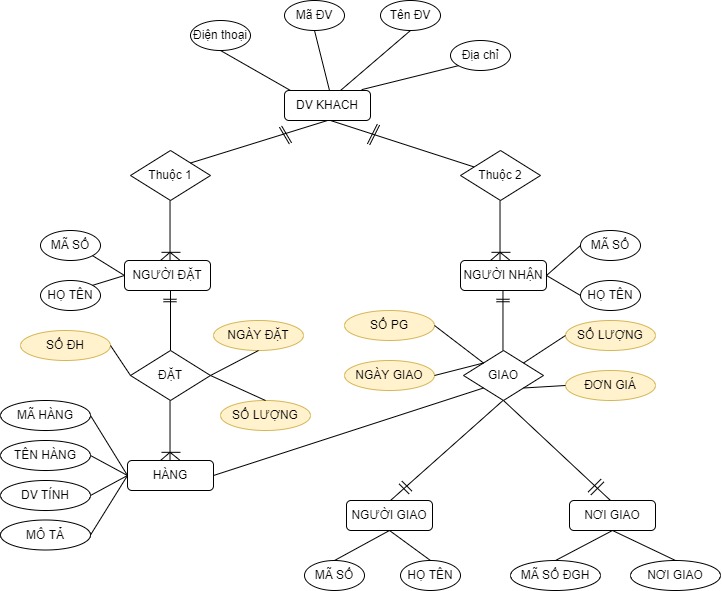 Mã ĐV
Tên ĐV
Điện thoại
Địa chỉ
DV KHACH
Thuộc 1
Thuộc 2
MÃ SỐ
MÃ SỐ
NGƯỜI ĐẶT
NGƯỜI NHẬN
HỌ TÊN
HỌ TÊN
SỐ PG
NGÀY ĐẶT
SỐ LƯỢNG
SỐ ĐH
ĐẶT
NGÀY GIAO
GIAO
ĐƠN GIÁ
MÃ HÀNG
SỐ LƯỢNG
TÊN HÀNG
HÀNG
DV TÍNH
NGƯỜI GIAO
NƠI GIAO
MÔ TẢ
MÃ SỐ
HỌ TÊN
MÃ SỐ ĐGH
NƠI GIAO